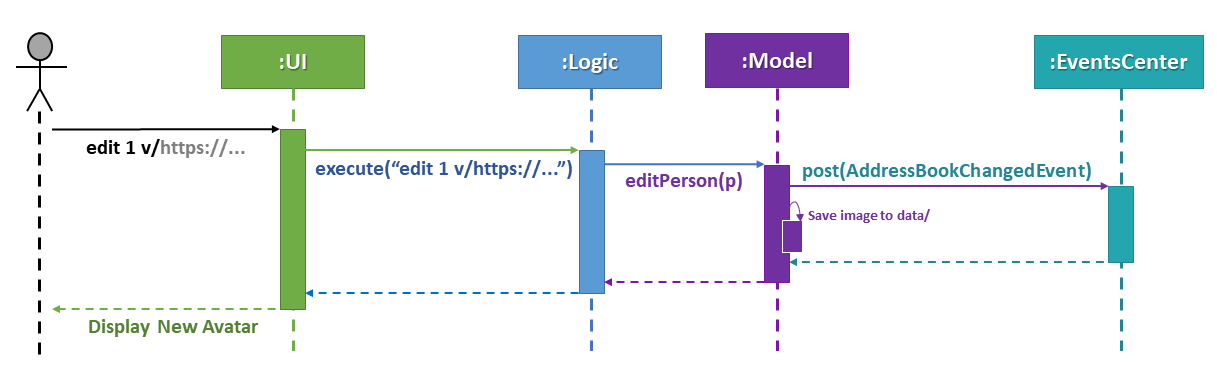 :UI
:Logic
:Model
:EventsCenter
edit 1 v/https://...
execute(“edit 1 v/https://...”)
editPerson(p)
post(AddressBookChangedEvent)
Save image to data/
Display New Avatar